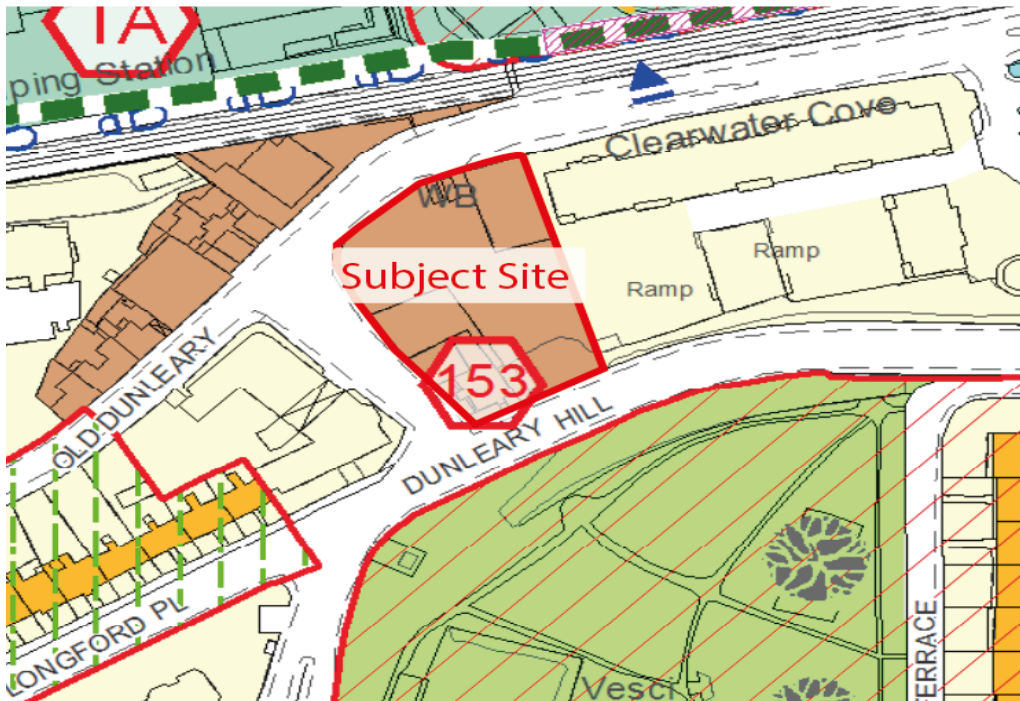 1A
ping Station
Clearwater Cove
WB
Subject Site
Ramp
Ramp
153
OLD DUNLEARY
DUNLEARY HILL
LONGFORD PL
Vesci
TERRACE